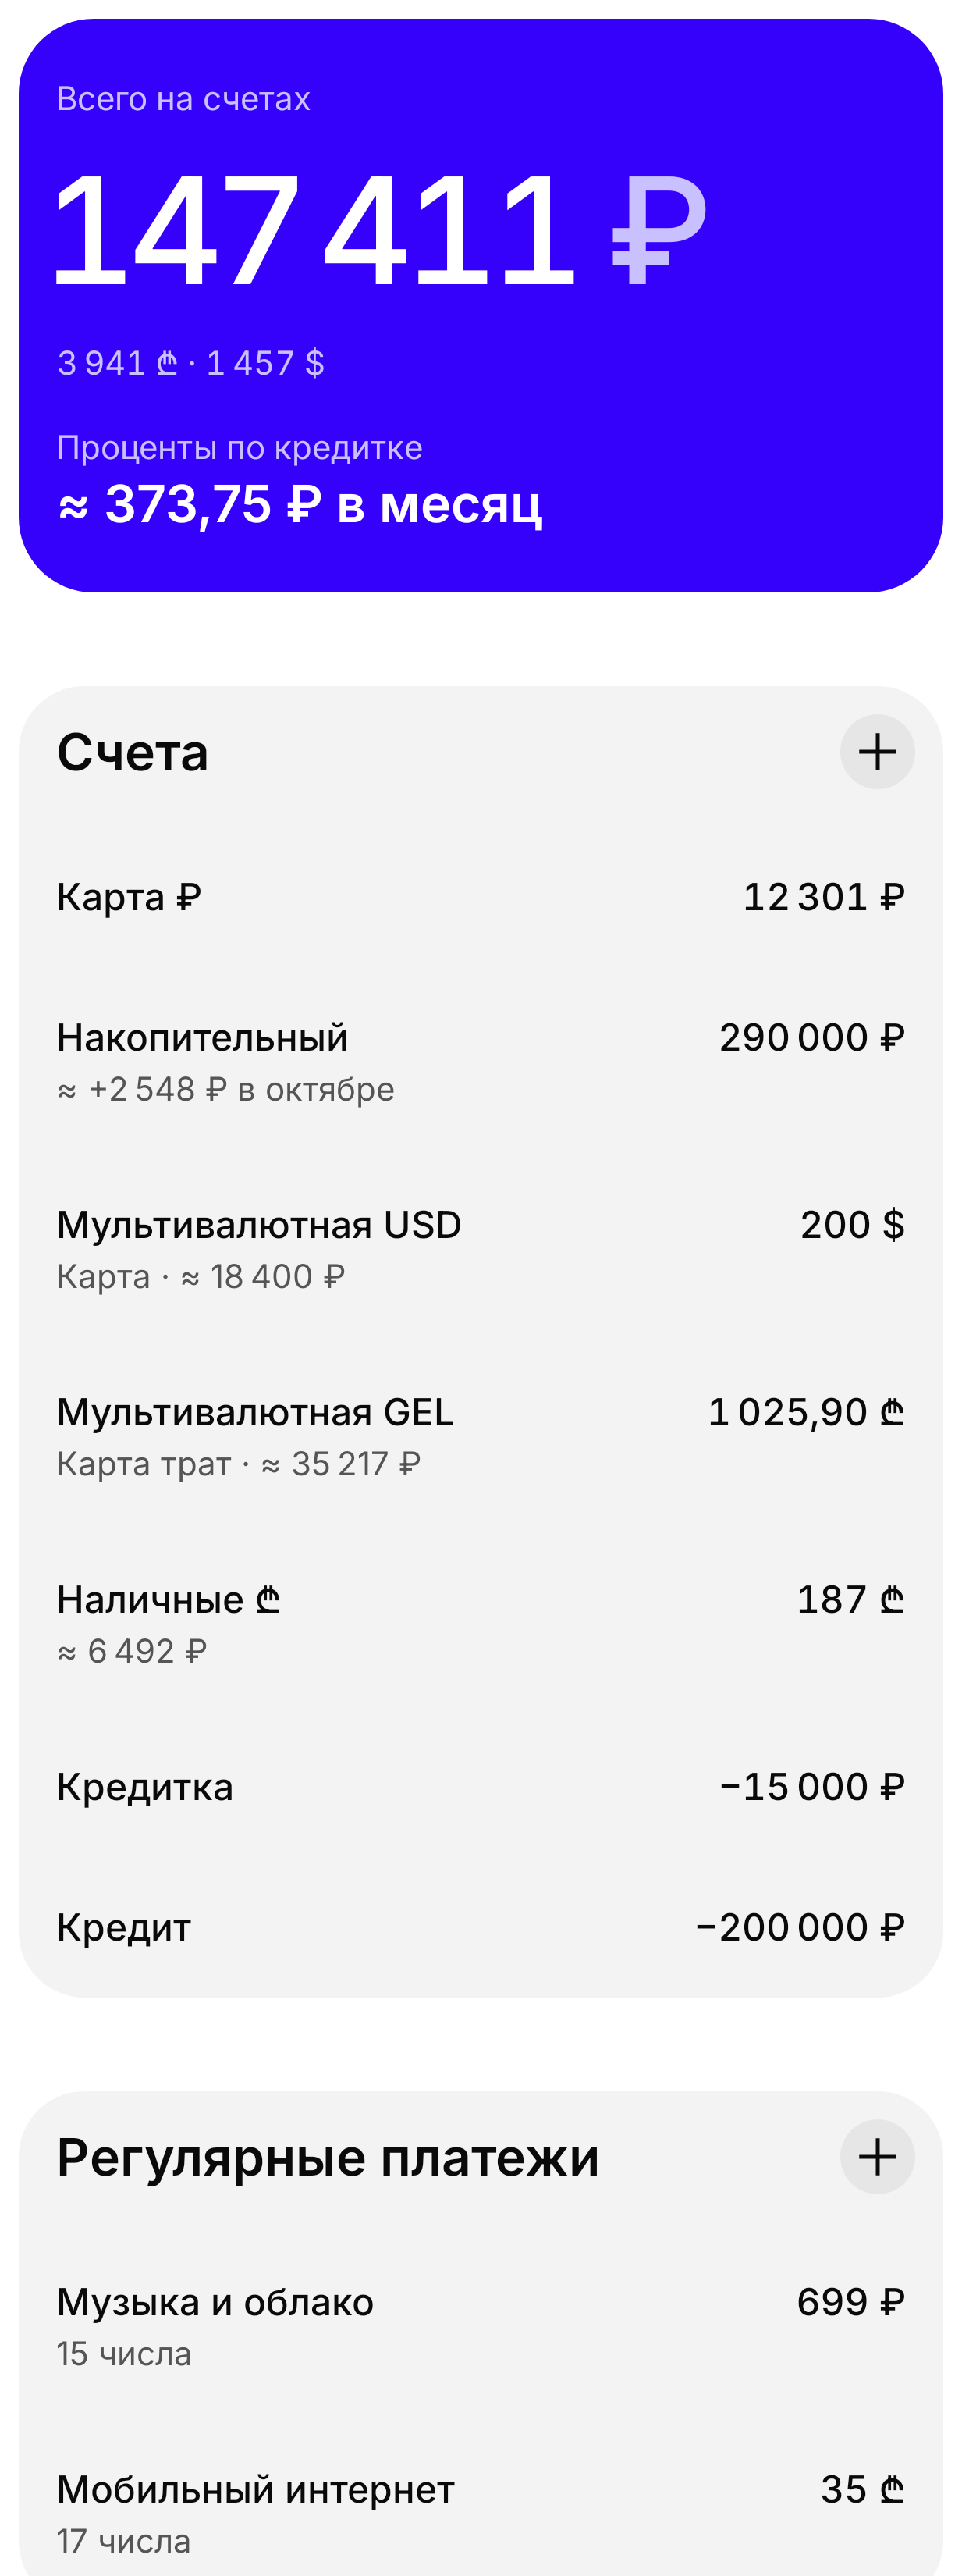 Всего на счетах
147 411 ₽
3 941 ₾ · 1 457 $
Проценты по кредитке
≈ 373,75 ₽ в месяц
Счета
Карта ₽ 12 301 ₽
Накопительный 290 000 ₽
≈ +2 548 ₽ в октябре
Мультивалютная USD 200 $
Карта · ≈ 18 400 ₽
Мультивалютная GEL 1 025,90 ₾
Карта трат · ≈ 35 217 ₽
Наличные ₾ 187 ₾
≈ 6 492 ₽
Кредитка −15 000 ₽
Кредит −200 000 ₽
Регулярные платежи
Музыка и облако 699 ₽
15 числа
Мобильный интернет 35 ₾
17 числа